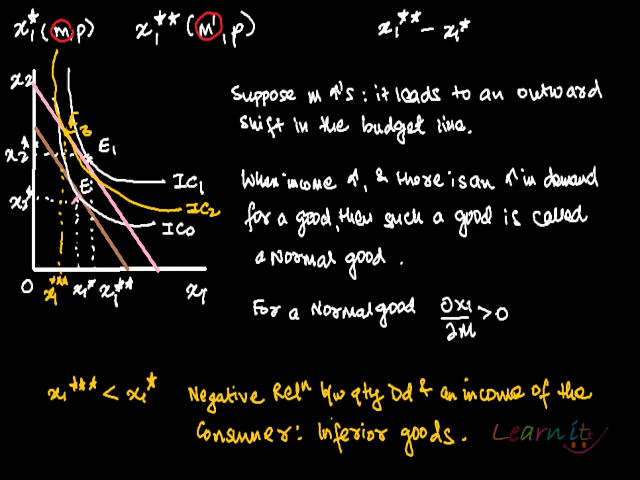 x₁*(m,p) x₁**(m',p) x₁** - x₁*
x₂
Suppose m ↑'s : it leads to an outward
shift in the budget line.
E₃
E₁
x₂*
IC₁
When income ↑, & there is an ↑ in demand
E
x₂*
IC₂
for a good, then such a good is called
IC₀
a Normal good.
0 x₁*** x₁* x₁** x₁
For a Normal good ∂x₁/∂M > 0
x₁*** < x₁* Negative Relⁿ b/w qty Dd & an income of the
Consumer : Inferior goods. Learnit